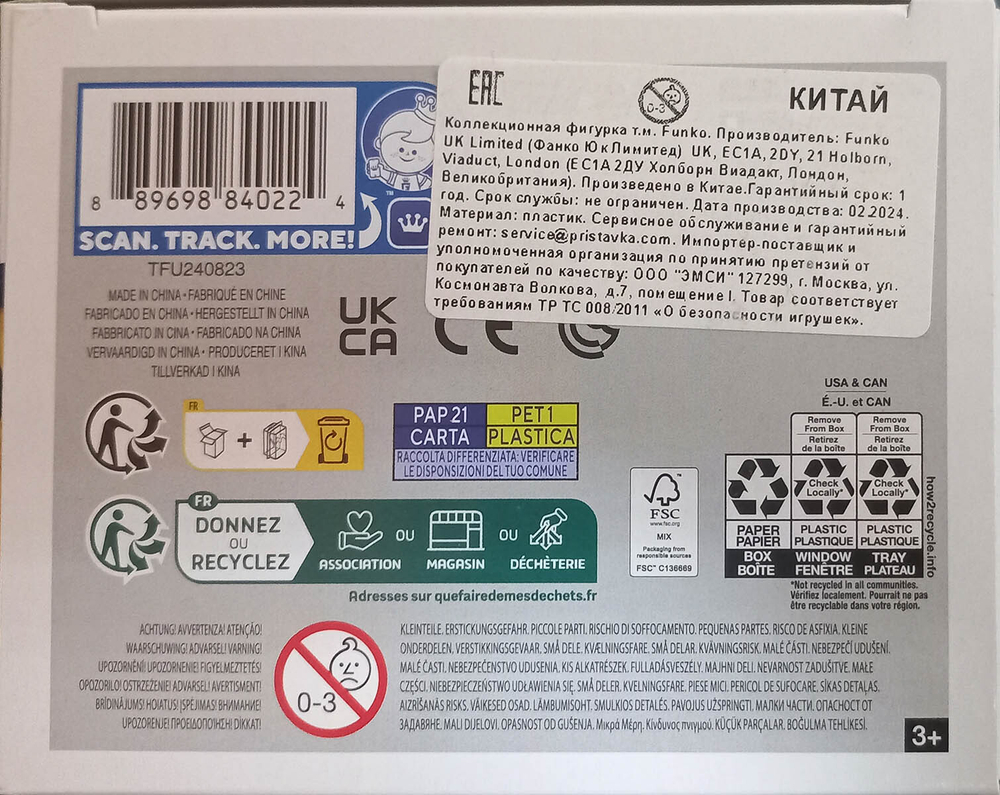 8 89698 84022 4
SCAN. TRACK. MORE!
TFU240823
MADE IN CHINA • FABRIQUÉ EN CHINE
FABRICADO EN CHINA • HERGESTELLT IN CHINA
FABBRICATO IN CINA • FABRICADO NA CHINA
VERVAARDIGD IN CHINA • PRODUCERET I KINA
TILLVERKAD I KINA
UK
CA
CE
EAC
0-3
КИТАЙ
Коллекционная фигурка т.м. Funko. Производитель: Funko
UK Limited (Фанко Ю к Лимитед) UK, EC1A, 2DY, 21 Holborn,
Viaduct, London (ЕС1А 2ДУ Холборн Виадакт, Лондон,
Великобритания). Произведено в Китае.Гарантийный срок: 1
год. Срок службы: не ограничен. Дата производства: 02.2024.
Материал: пластик. Сервисное обслуживание и гарантийный
ремонт: service@pristavka.com. Импортер-поставщик и
уполномоченная организация по принятию претензий от
покупателей по качеству: ООО "ЭМСИ" 127299, г. Москва, ул.
Космонавта Волкова, д.7, помещение I. Товар соответствует
требованиям ТР ТС 008/2011 «О безопасности игрушек».
FR
+
PAP 21
CARTA
PET 1
PLASTICA
RACCOLTA DIFFERENZIATA: VERIFICARE
LE DISPOSIZIONI DEL TUO COMUNE
FR
DONNEZ
OU
RECYCLEZ
ASSOCIATION
OU
MAGASIN
OU
DÉCHÈTERIE
Adresses sur quefairedemesdechets.fr
FSC
www.fsc.org
MIX
Packaging from
responsible sources
FSC™ C136669
USA & CAN
É.-U. et CAN
Remove
From Box
Retirez
de la boîte
Remove
From Box
Retirez
de la boîte
Check
Locally*
Check
Locally*
PAPER
PAPIER
BOX
BOÎTE
PLASTIC
PLASTIQUE
WINDOW
FENÊTRE
PLASTIC
PLASTIQUE
TRAY
PLATEAU
how2recycle.info
*Not recycled in all communities.
Vérifiez localement. Pourrait ne pas
être recyclable dans votre région.
ACHTUNG! AVVERTENZA! ATENÇÃO!
WAARSCHUWING! ADVARSEL! VARNING!
UPOZORNĚNÍ! UPOZORNENIE! FIGYELMEZTETÉS!
OPOZORILO! OSTRZEŻENIE! ADVARSEL! AVERTISMENT!
BRĪDINĀJUMS! HOIATUS! ĮSPĖJIMAS! ВНИМАНИЕ!
UPOZORENJE! ΠΡΟΕΙΔΟΠΟΙΗΣΗ! DİKKAT!
0-3
KLEINTEILE. ERSTICKUNGSGEFAHR. PICCOLE PARTI. RISCHIO DI SOFFOCAMENTO. PEQUENAS PARTES. RISCO DE ASFIXIA. KLEINE
ONDERDELEN. VERSTIKKINGSGEVAAR. SMÅ DELE. KVÆLNINGSFARE. SMÅ DELAR. KVÄVNINGSRISK. MALÉ ČÁSTI. NEBEZPEČÍ UDUŠENÍ.
MALÉ ČASTI. NEBEZPEČENSTVO UDUSENIA. KIS ALKATRÉSZEK. FULLADÁSVESZÉLY. MAJHNI DELI. NEVARNOST ZADUŠITVE. MAŁE
CZĘŚCI. NIEBEZPIECZEŃSTWO UDŁAWIENIA SIĘ. SMÅ DELER. KVELNINGSFARE. PIESE MICI. PERICOL DE SUFOCARE. SĪKAS DETAĻAS.
AIZRĪŠANĀS RISKS. VÄIKESED OSAD. LÄMBUMISOHT. SMULKIOS DETALĖS. PAVOJUS UŽSPRINGTI. МАЛКИ ЧАСТИ. ОПАСНОСТ ОТ
ЗАДАВЯНЕ. MALI DIJELOVI. OPASNOST OD GUŠENJA. Μικρά Μέρη. Κίνδυνος πνιγμού. KÜÇÜK PARÇALAR. BOĞULMA TEHLİKESİ.
3+